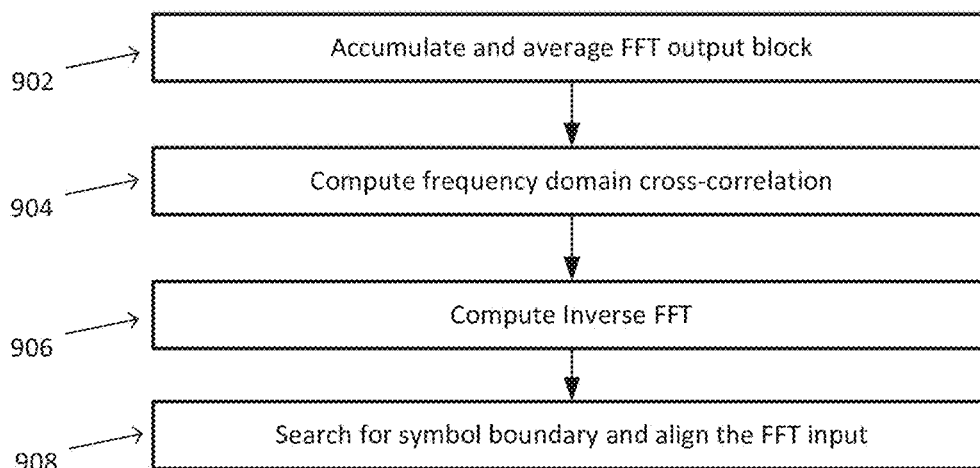 Accumulate and average FFT output block
902
Compute frequency domain cross-correlation
904
Compute Inverse FFT
906
Search for symbol boundary and align the FFT input
908